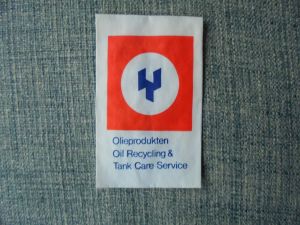 Olieprodukten
Oil Recycling &
Tank Care Service